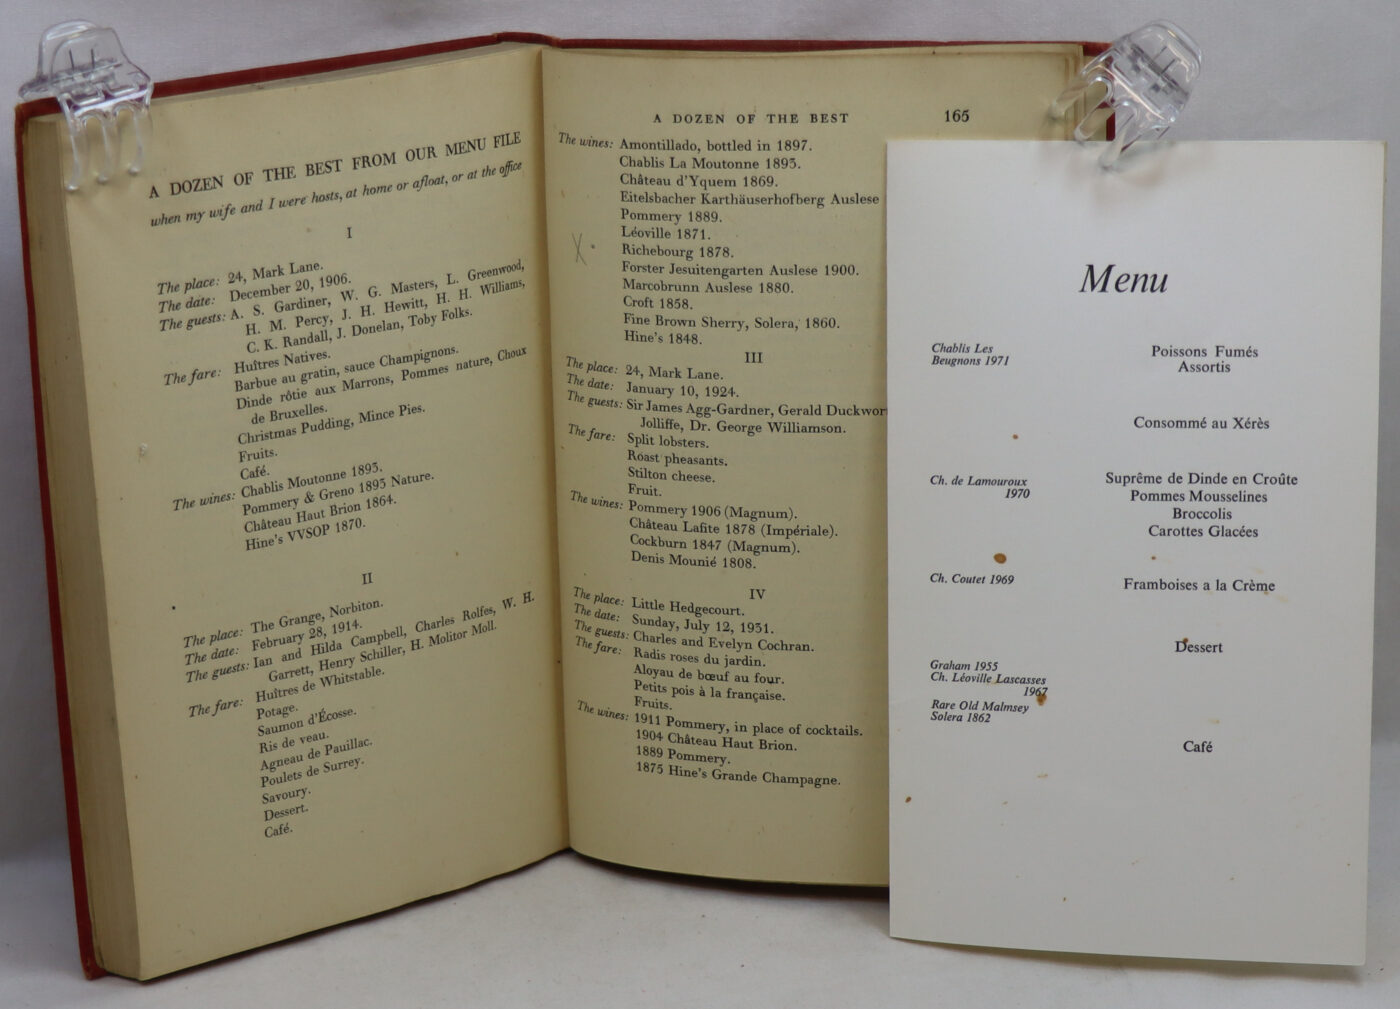 A DOZEN OF THE BEST FROM OUR MENU FILE
when my wife and I were hosts, at home or afloat, or at the office
I
The place: 24, Mark Lane.
The date: December 20, 1906.
The guests: A. S. Gardiner, W. G. Masters, L. Greenwood,
H. M. Percy, J. H. Hewitt, H. H. Williams,
C. K. Randall, J. Donelan, Toby Folks.
The fare: Huîtres Natives.
Barbue au gratin, sauce Champignons.
Dinde rôtie aux Marrons, Pommes nature, Choux
de Bruxelles.
Christmas Pudding, Mince Pies.
Fruits.
Café.
The wines: Chablis Moutonne 1893.
Pommery & Greno 1893 Nature.
Château Haut Brion 1864.
Hine's VVSOP 1870.
II
The place: The Grange, Norbiton.
The date: February 28, 1914.
The guests: Ian and Hilda Campbell, Charles Rolfes, W. H.
Garrett, Henry Schiller, H. Molitor Moll.
The fare: Huîtres de Whitstable.
Potage.
Saumon d'Écosse.
Ris de veau.
Agneau de Pauillac.
Poulets de Surrey.
Savoury.
Dessert.
Café.
A DOZEN OF THE BEST 165
The wines: Amontillado, bottled in 1897.
Chablis La Moutonne 1893.
Château d'Yquem 1869.
Eitelsbacher Karthäuserhofberg Auslese
Pommery 1889.
Léoville 1871.
X
Richebourg 1878.
Forster Jesuitengarten Auslese 1900.
Marcobrunn Auslese 1880.
Croft 1858.
Fine Brown Sherry, Solera, 1860.
Hine's 1848.
III
The place: 24, Mark Lane.
The date: January 10, 1924.
The guests: Sir James Agg-Gardner, Gerald Duckwor
Jolliffe, Dr. George Williamson.
The fare: Split lobsters.
Roast pheasants.
Stilton cheese.
Fruit.
The wines: Pommery 1906 (Magnum).
Château Lafite 1878 (Impériale).
Cockburn 1847 (Magnum).
Denis Mounié 1808.
IV
The place: Little Hedgecourt.
The date: Sunday, July 12, 1931.
The guests: Charles and Evelyn Cochran.
The fare: Radis roses du jardin.
Aloyau de bœuf au four.
Petits pois à la française.
Fruits.
The wines: 1911 Pommery, in place of cocktails.
1904 Château Haut Brion.
1889 Pommery.
1875 Hine's Grande Champagne.
Menu
Chablis Les
Beugnons 1971
Poissons Fumés
Assortis
Consommé au Xérès
Ch. de Lamouroux
1970
Suprême de Dinde en Croûte
Pommes Mousselines
Broccolis
Carottes Glacées
Ch. Coutet 1969
Framboises a la Crème
Dessert
Graham 1955
Ch. Léoville Lascasses
1967
Rare Old Malmsey
Solera 1862
Café